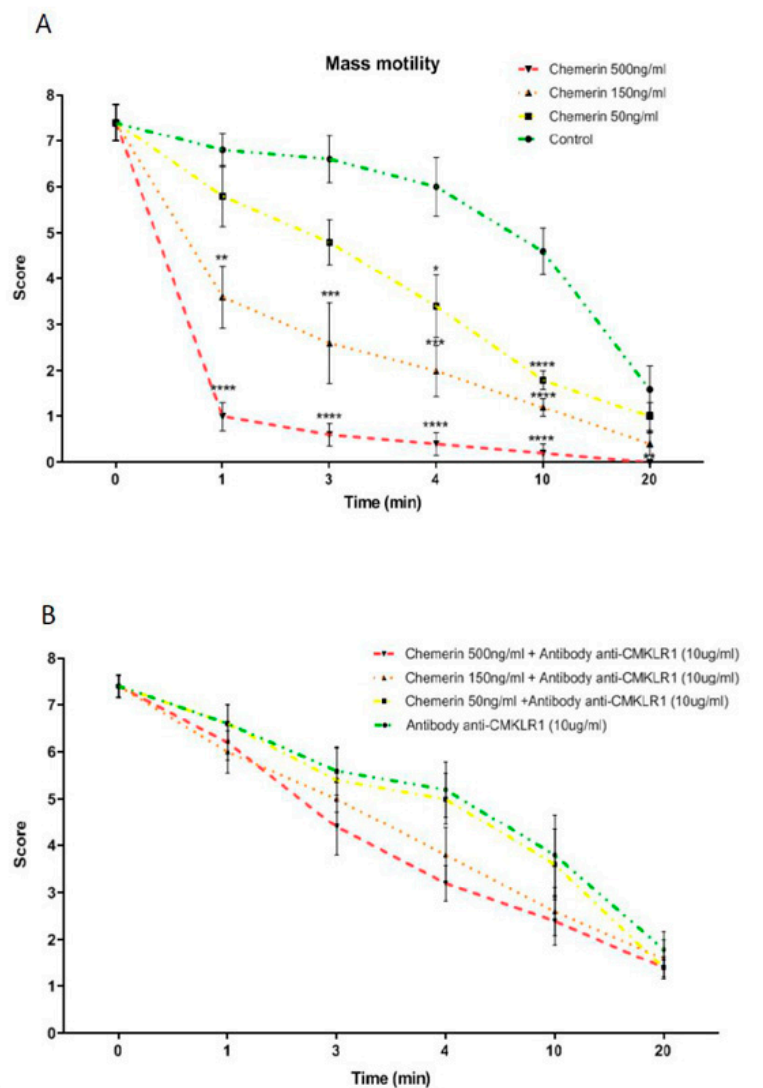 A
Mass motility
Chemerin 500ng/ml
Chemerin 150ng/ml
Chemerin 50ng/ml
Control
8
7
6
5
4
3
2
1
0
Score
**
***
*
***
****
****
****
****
****
****
*
**
0 1 3 4 10 20
Time (min)
B
Chemerin 500ng/ml + Antibody anti-CMKLR1 (10ug/ml)
Chemerin 150ng/ml + Antibody anti-CMKLR1 (10ug/ml)
Chemerin 50ng/ml +Antibody anti-CMKLR1 (10ug/ml)
Antibody anti-CMKLR1 (10ug/ml)
8
7
6
5
4
3
2
1
0
Score
0 1 3 4 10 20
Time (min)